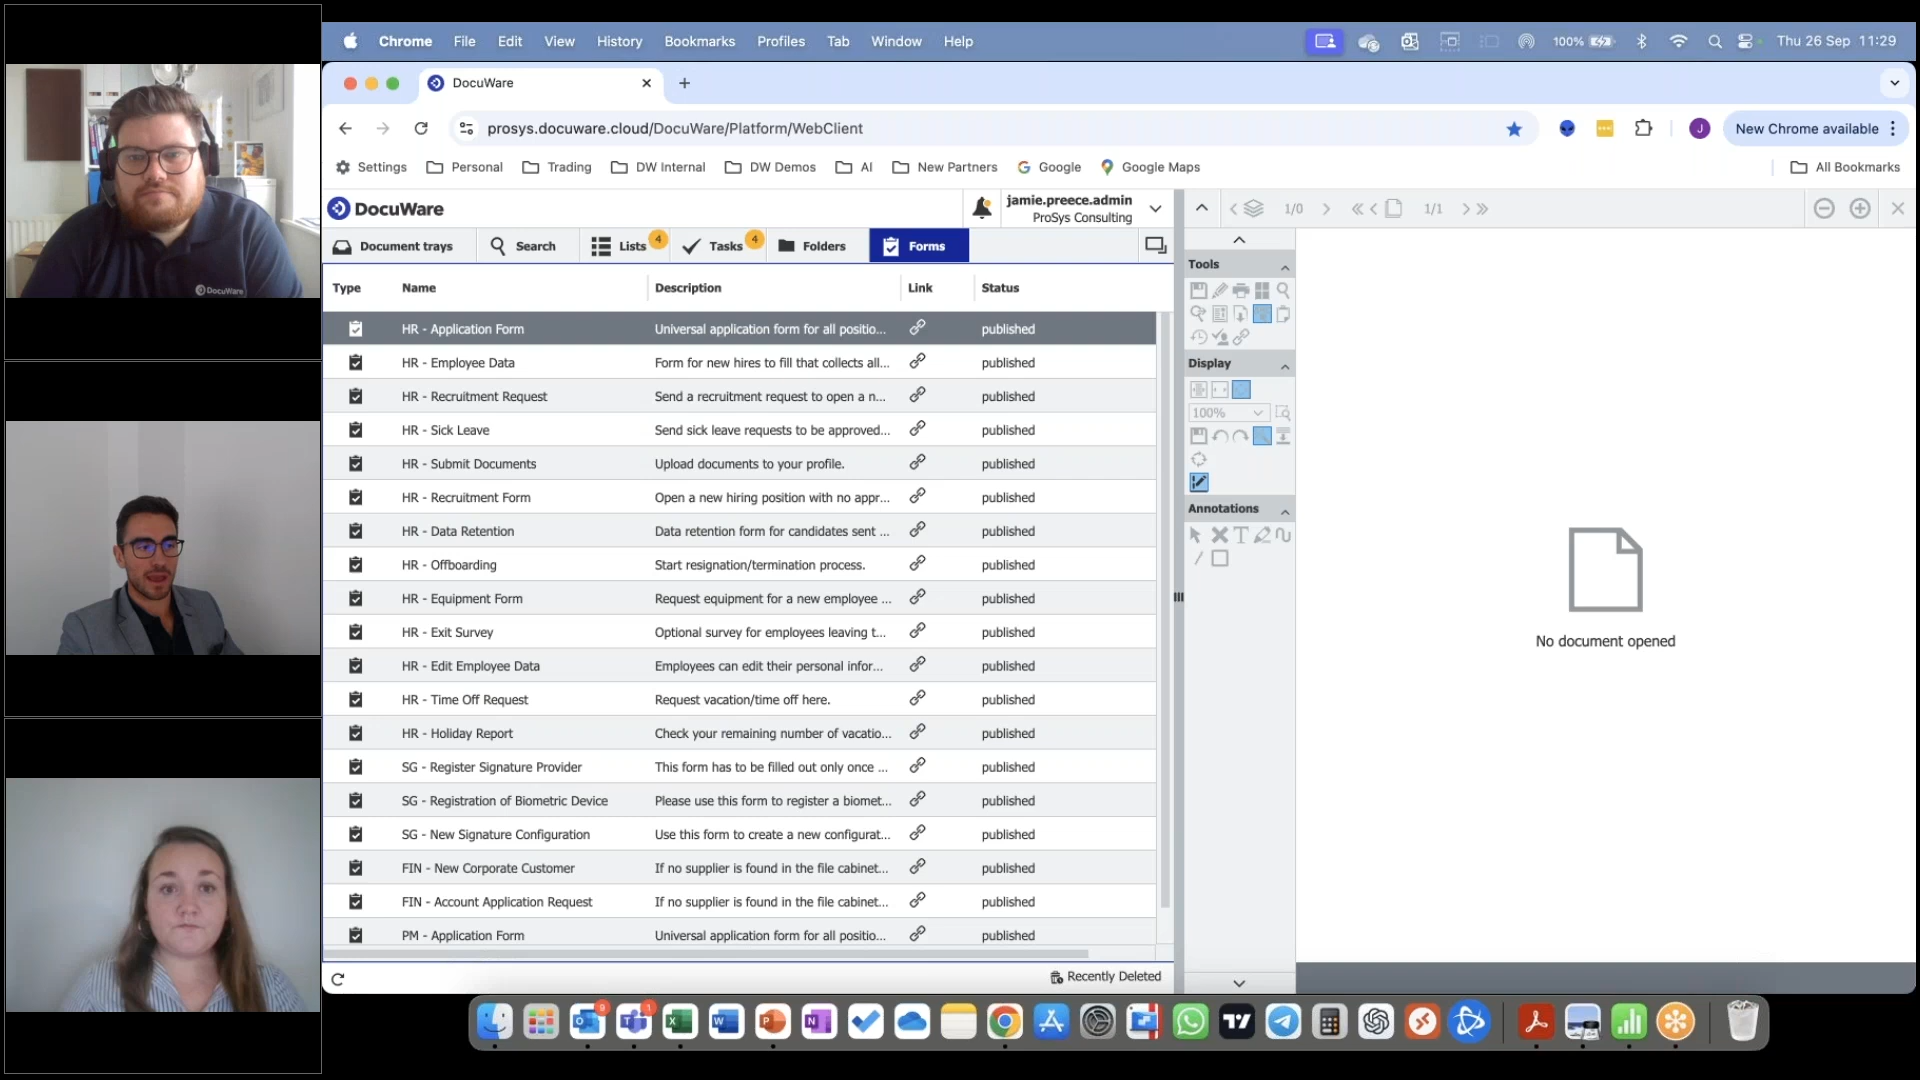 Chrome File Edit View History Bookmarks Profiles Tab Window Help 100% Thu 26 Sep 11:29
DocuWare
prosys.docuware.cloud/DocuWare/Platform/WebClient J New Chrome available
Settings Personal Trading DW Internal DW Demos AI New Partners Google Google Maps All Bookmarks
DocuWare jamie.preece.admin
ProSys Consulting
1/0 1/1
Document trays Search Lists 4 Tasks 4 Folders Forms
Type Name Description Link Status
HR - Application Form Universal application form for all positio... published
HR - Employee Data Form for new hires to fill that collects all... published
HR - Recruitment Request Send a recruitment request to open a n... published
HR - Sick Leave Send sick leave requests to be approved... published
HR - Submit Documents Upload documents to your profile. published
HR - Recruitment Form Open a new hiring position with no appr... published
HR - Data Retention Data retention form for candidates sent ... published
HR - Offboarding Start resignation/termination process. published
HR - Equipment Form Request equipment for a new employee ... published
HR - Exit Survey Optional survey for employees leaving t... published
HR - Edit Employee Data Employees can edit their personal infor... published
HR - Time Off Request Request vacation/time off here. published
HR - Holiday Report Check your remaining number of vacatio... published
SG - Register Signature Provider This form has to be filled out only once ... published
SG - Registration of Biometric Device Please use this form to register a biomet... published
SG - New Signature Configuration Use this form to create a new configurat... published
FIN - New Corporate Customer If no supplier is found in the file cabinet... published
FIN - Account Application Request If no supplier is found in the file cabinet... published
PM - Application Form Universal application form for all positio... published
Recently Deleted
Tools
Display
100%
Annotations
No document opened
DocuWare